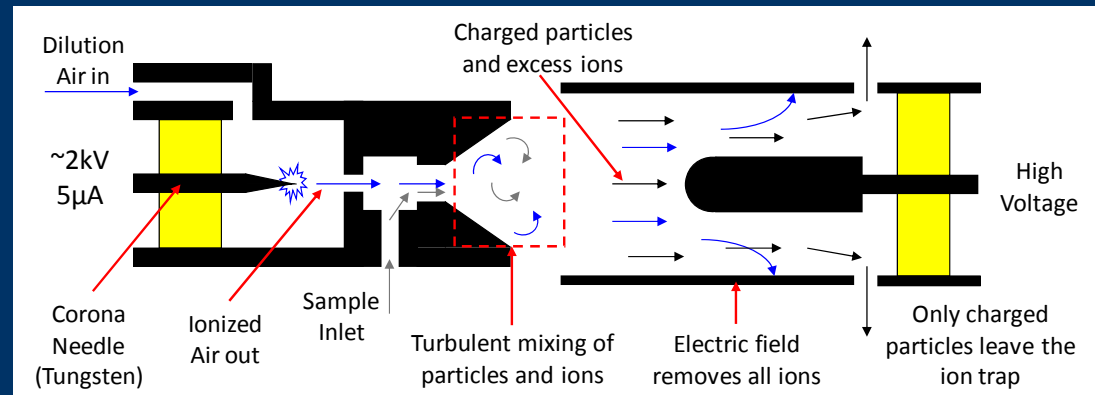 Dilution
Air in
~2kV
5µA
Corona
Needle
(Tungsten)
Ionized
Air out
Sample
Inlet
Turbulent mixing of
particles and ions
Charged particles
and excess ions
Electric field
removes all ions
High
Voltage
Only charged
particles leave the
ion trap